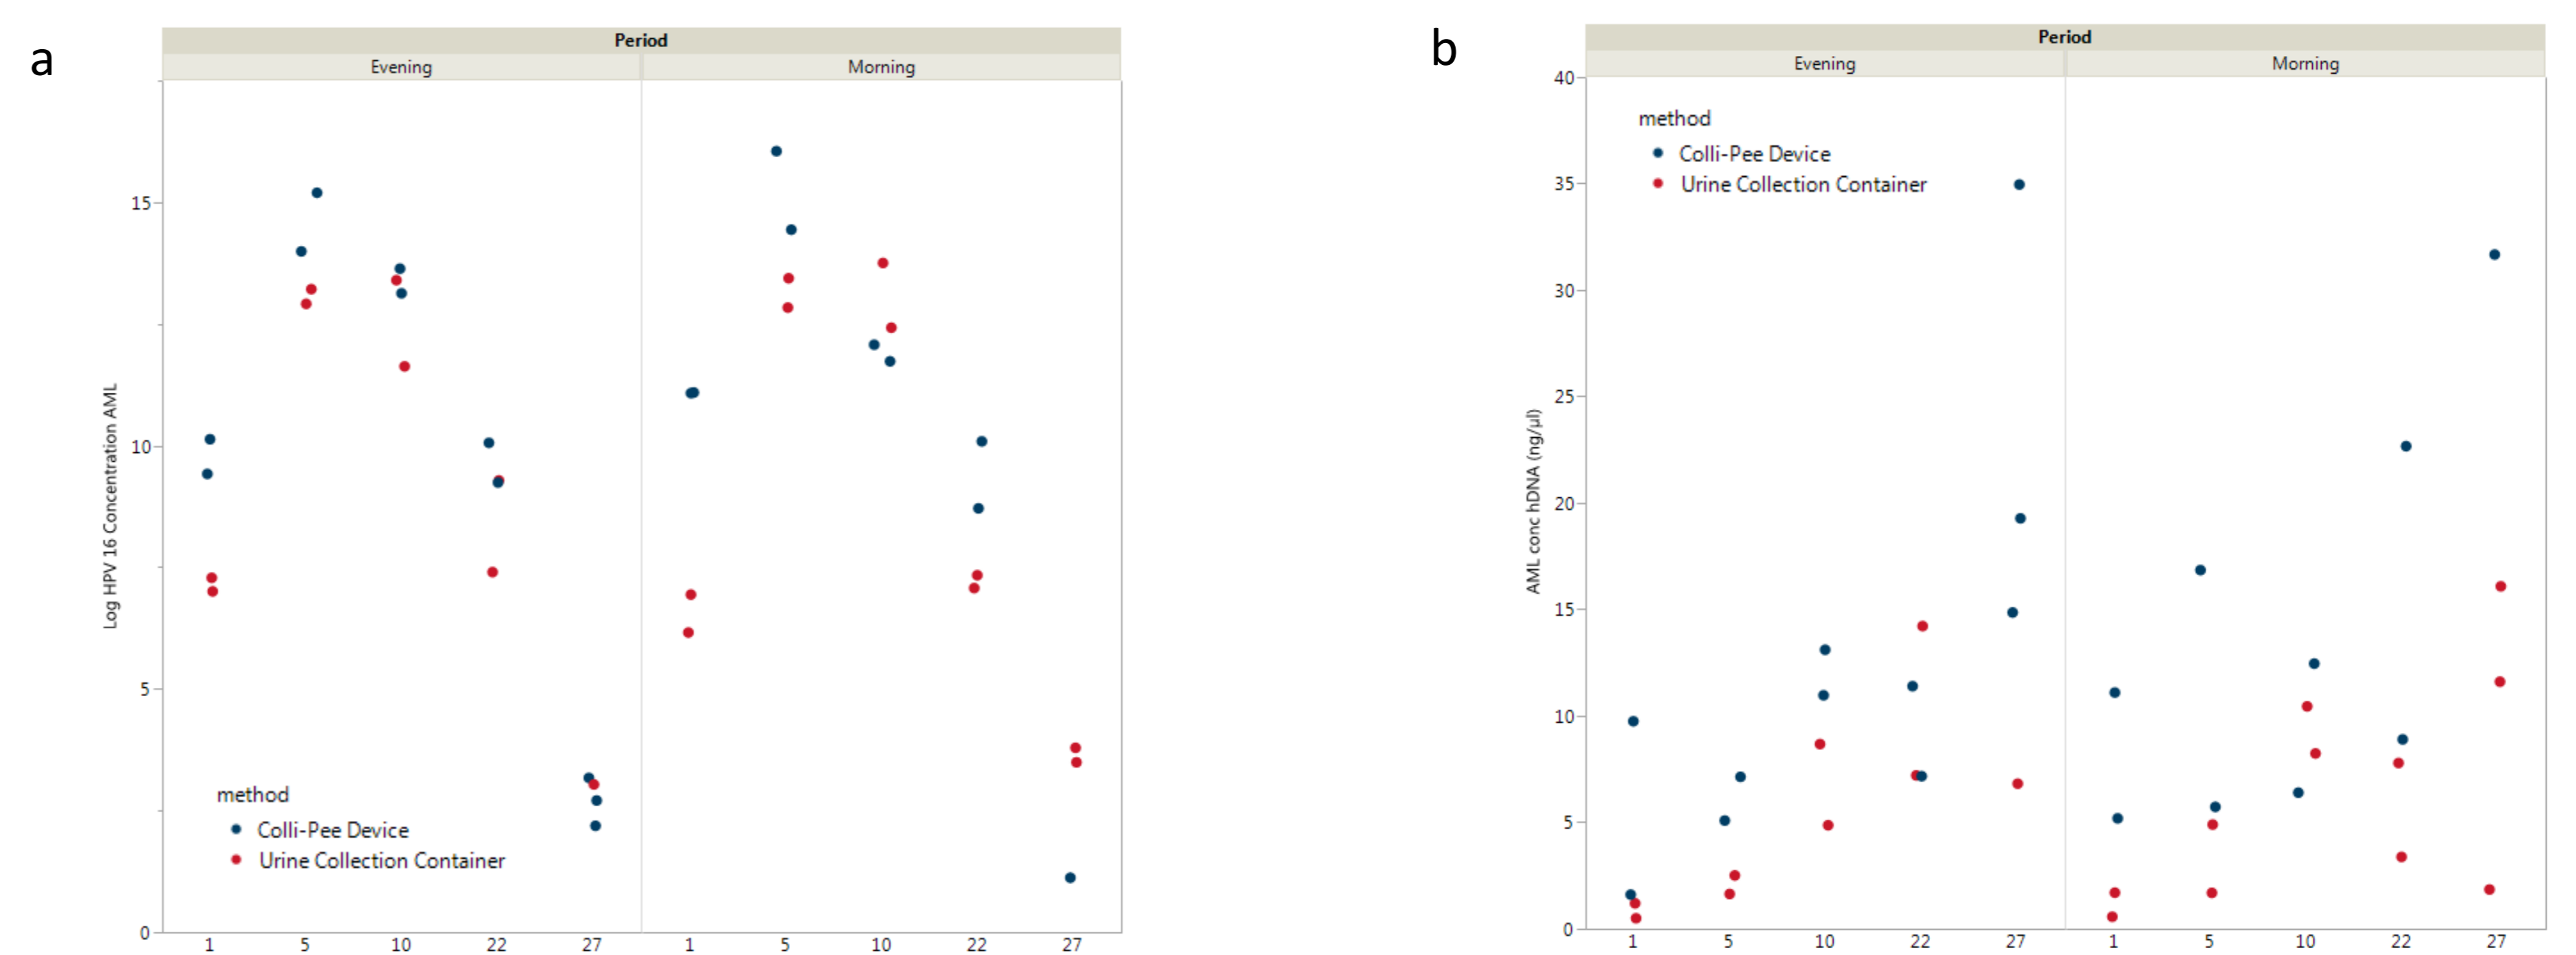 a
Period
Evening Morning
15
10
5
0
Log HPV 16 Concentration AML
method
Colli-Pee Device
Urine Collection Container
1 5 10 22 27 1 5 10 22 27
b
Period
Evening Morning
40
35
30
25
20
15
10
5
0
AML conc hDNA (ng/µl)
method
Colli-Pee Device
Urine Collection Container
1 5 10 22 27 1 5 10 22 27